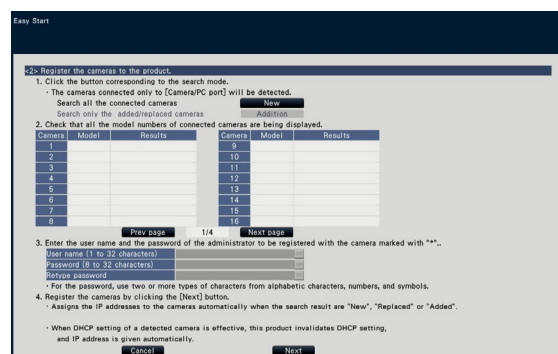 Easy Start
<2> Register the cameras to the product.
1. Click the button corresponding to the search mode.
· The cameras connected only to [Camera/PC port] will be detected.
Search all the connected cameras New
Search only the added/replaced cameras Addition
2. Check that all the model numbers of connected cameras are being displayed.
Camera Model Results Camera Model Results
1 9
2 10
3 11
4 12
5 13
6 14
7 15
8 16
Prev page 1/4 Next page
3. Enter the user name and the password of the administrator to be registered with the camera marked with "*"..
User name (1 to 32 characters)
Password (8 to 32 characters)
Retype password
· For the password, use two or more types of characters from alphabetic characters, numbers, and symbols.
4. Register the cameras by clicking the [Next] button.
· Assigns the IP addresses to the cameras automatically when the search result are "New", "Replaced" or "Added".
· When DHCP setting of a detected camera is effective, this product invalidates DHCP setting,
and IP address is given automatically.
Cancel Next